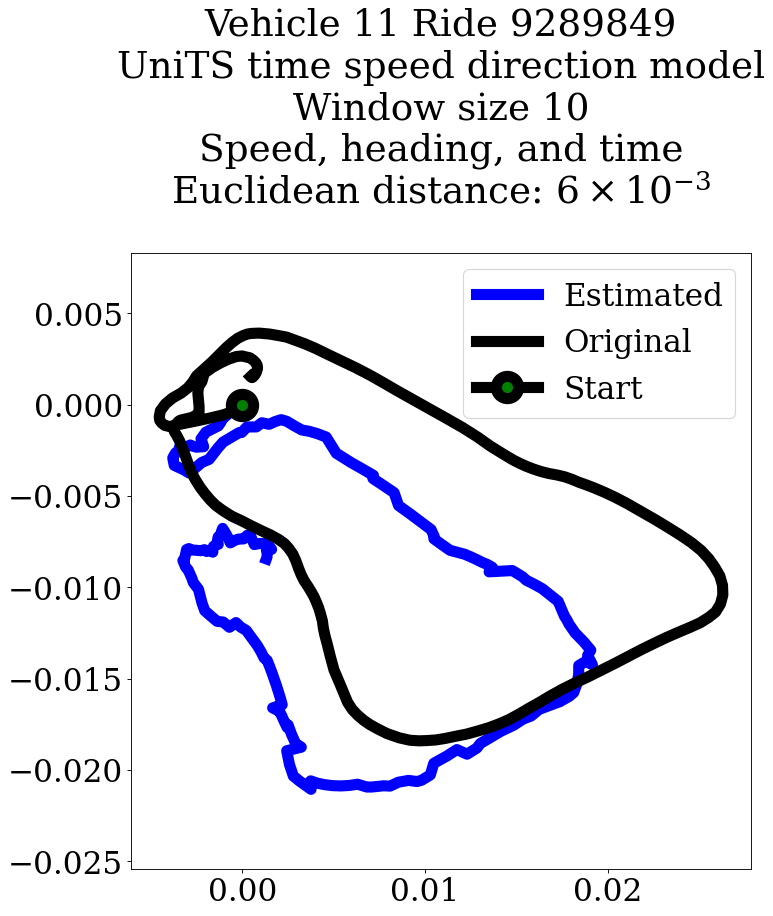 Vehicle 11 Ride 9289849
UniTS time speed direction model
Window size 10
Speed, heading, and time
Euclidean distance: 6 × 10⁻³
Estimated
Original
Start
0.005
0.000
−0.005
−0.010
−0.015
−0.020
−0.025
0.00 0.01 0.02